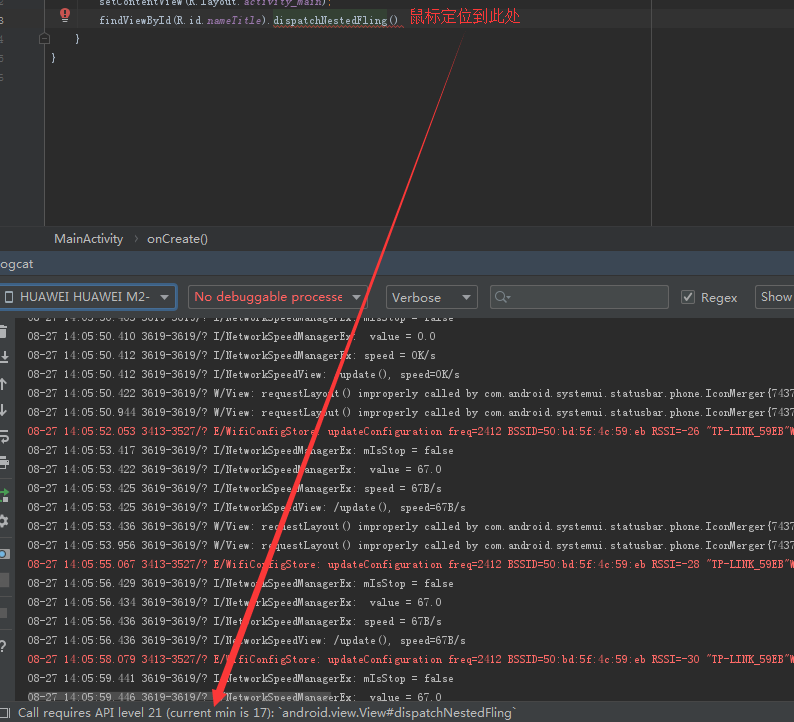 setContentView(R.layout.activity_main);
findViewById(R.id.nameTitle).dispatchNestedFling() 鼠标定位到此处
}
}
MainActivity › onCreate()
ogcat
HUAWEI HUAWEI M2- No debuggable processe Verbose Regex Show
08-27 14:05:50.405 3619-3619/? I/NetworkSpeedManagerEx: mIsStop = false
08-27 14:05:50.410 3619-3619/? I/NetworkSpeedManagerEx:  value = 0.0
08-27 14:05:50.412 3619-3619/? I/NetworkSpeedManagerEx: speed = 0K/s
08-27 14:05:50.412 3619-3619/? I/NetworkSpeedView: /update(), speed=0K/s
08-27 14:05:50.422 3619-3619/? W/View: requestLayout() improperly called by com.android.systemui.statusbar.phone.IconMerger{7437
08-27 14:05:50.944 3619-3619/? W/View: requestLayout() improperly called by com.android.systemui.statusbar.phone.IconMerger{7437
08-27 14:05:52.053 3413-3527/? E/WifiConfigStore: updateConfiguration freq=2412 BSSID=50:bd:5f:4c:59:eb RSSI=-26 "TP-LINK_59EB"W
08-27 14:05:53.417 3619-3619/? I/NetworkSpeedManagerEx: mIsStop = false
08-27 14:05:53.422 3619-3619/? I/NetworkSpeedManagerEx:  value = 67.0
08-27 14:05:53.425 3619-3619/? I/NetworkSpeedManagerEx: speed = 67B/s
08-27 14:05:53.425 3619-3619/? I/NetworkSpeedView: /update(), speed=67B/s
08-27 14:05:53.436 3619-3619/? W/View: requestLayout() improperly called by com.android.systemui.statusbar.phone.IconMerger{7437
08-27 14:05:53.956 3619-3619/? W/View: requestLayout() improperly called by com.android.systemui.statusbar.phone.IconMerger{7437
08-27 14:05:55.067 3413-3527/? E/WifiConfigStore: updateConfiguration freq=2412 BSSID=50:bd:5f:4c:59:eb RSSI=-28 "TP-LINK_59EB"W
08-27 14:05:56.429 3619-3619/? I/NetworkSpeedManagerEx: mIsStop = false
08-27 14:05:56.434 3619-3619/? I/NetworkSpeedManagerEx:  value = 67.0
08-27 14:05:56.436 3619-3619/? I/NetworkSpeedManagerEx: speed = 67B/s
08-27 14:05:56.436 3619-3619/? I/NetworkSpeedView: /update(), speed=67B/s
08-27 14:05:58.079 3413-3527/? E/WifiConfigStore: updateConfiguration freq=2412 BSSID=50:bd:5f:4c:59:eb RSSI=-30 "TP-LINK_59EB"W
08-27 14:05:59.441 3619-3619/? I/NetworkSpeedManagerEx: mIsStop = false
08-27 14:05:59.446 3619-3619/? I/NetworkSpeedManagerEx:  value = 67.0
Call requires API level 21 (current min is 17): `android.view.View#dispatchNestedFling`